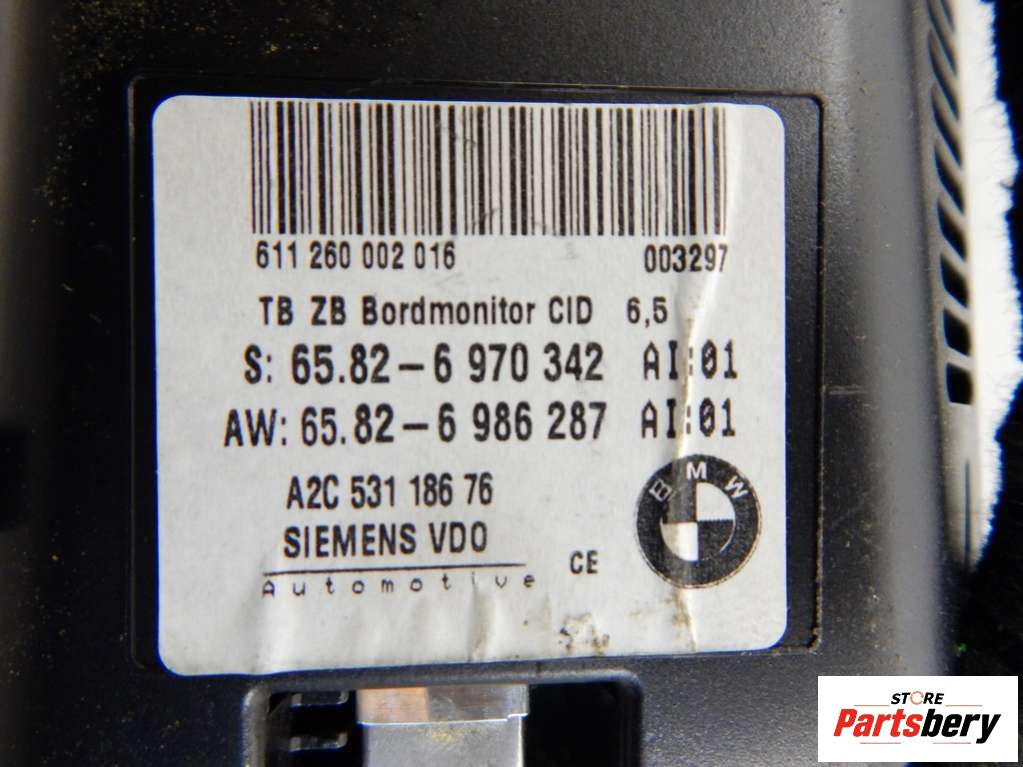 611 260 002 016 003297
TB ZB Bordmonitor CID 6,5
S: 65.82-6 970 342 AI:01
AW: 65.82-6 986 287 AI:01
A2C 531 186 76
SIEMENS VDO
Automotive
CE
BMW
STORE
Partsbery